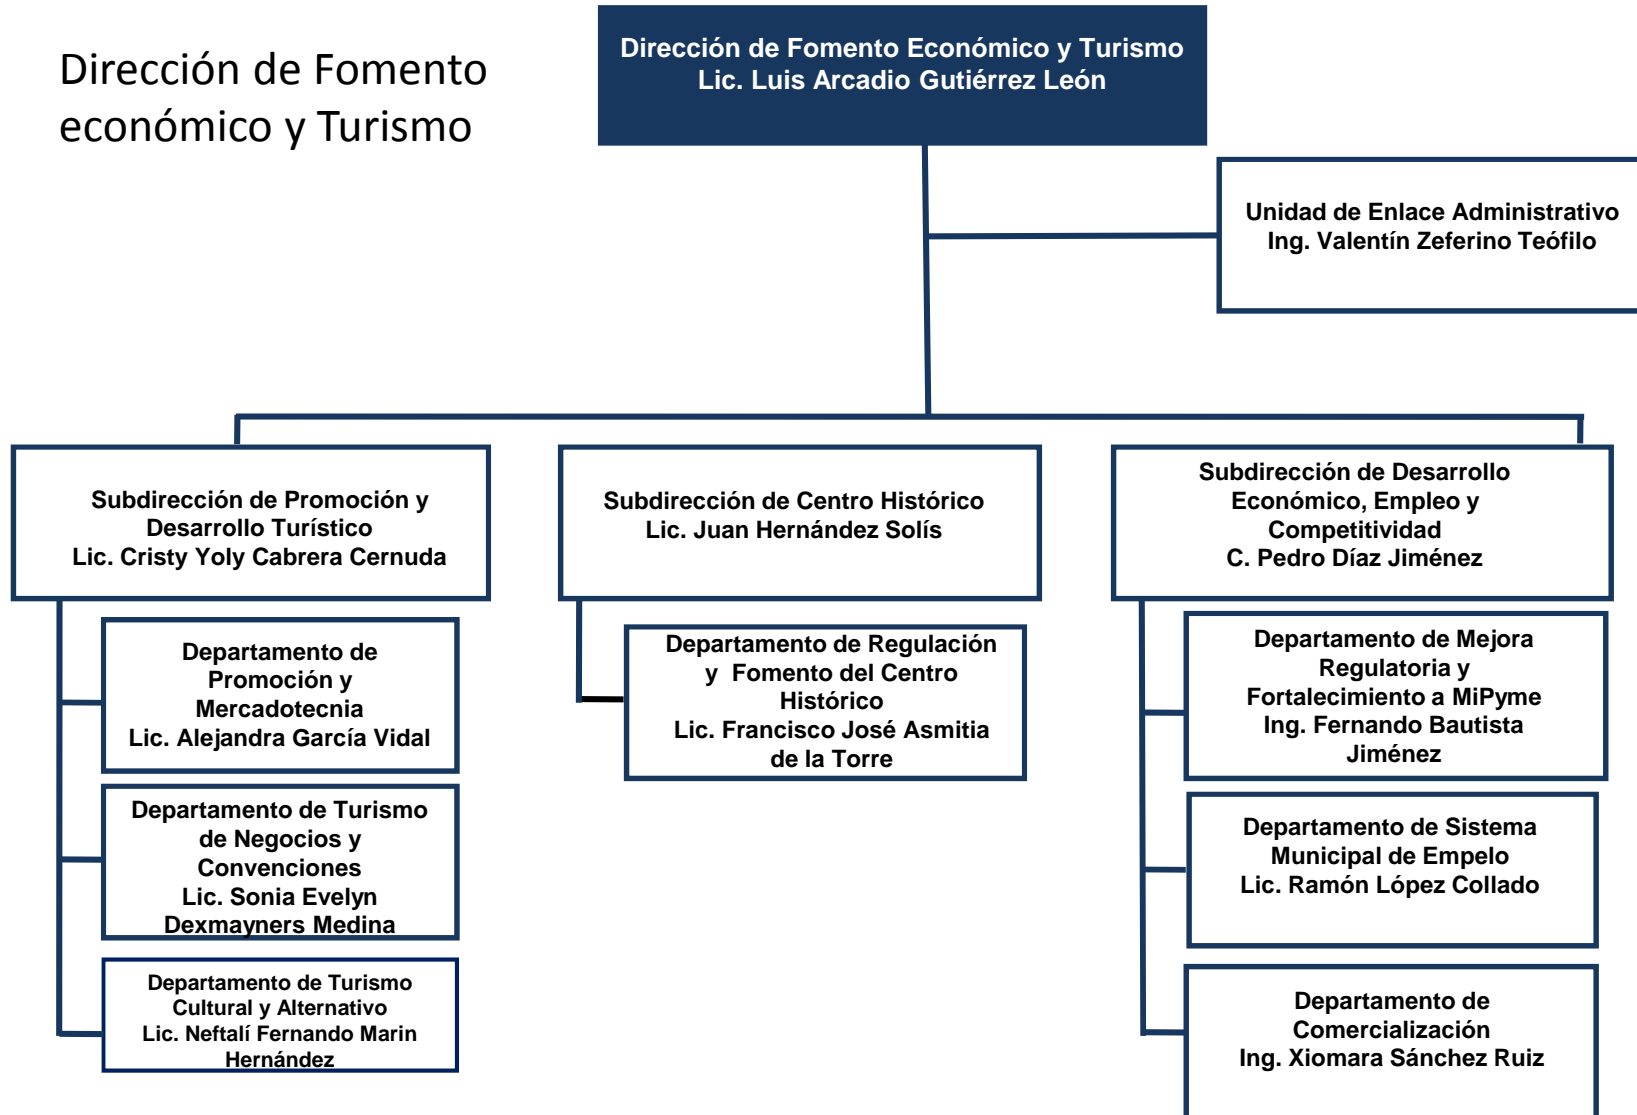 Dirección de Fomento
económico y Turismo
Dirección de Fomento Económico y Turismo
Lic. Luis Arcadio Gutiérrez León
Unidad de Enlace Administrativo
Ing. Valentín Zeferino Teófilo
Subdirección de Promoción y
Desarrollo Turístico
Lic. Cristy Yoly Cabrera Cernuda
Departamento de
Promoción y
Mercadotecnia
Lic. Alejandra García Vidal
Departamento de Turismo
de Negocios y
Convenciones
Lic. Sonia Evelyn
Dexmayners Medina
Departamento de Turismo
Cultural y Alternativo
Lic. Neftalí Fernando Marin
Hernández
Subdirección de Centro Histórico
Lic. Juan Hernández Solís
Departamento de Regulación
y Fomento del Centro
Histórico
Lic. Francisco José Asmitia
de la Torre
Subdirección de Desarrollo
Económico, Empleo y
Competitividad
C. Pedro Díaz Jiménez
Departamento de Mejora
Regulatoria y
Fortalecimiento a MiPyme
Ing. Fernando Bautista
Jiménez
Departamento de Sistema
Municipal de Empelo
Lic. Ramón López Collado
Departamento de
Comercialización
Ing. Xiomara Sánchez Ruiz